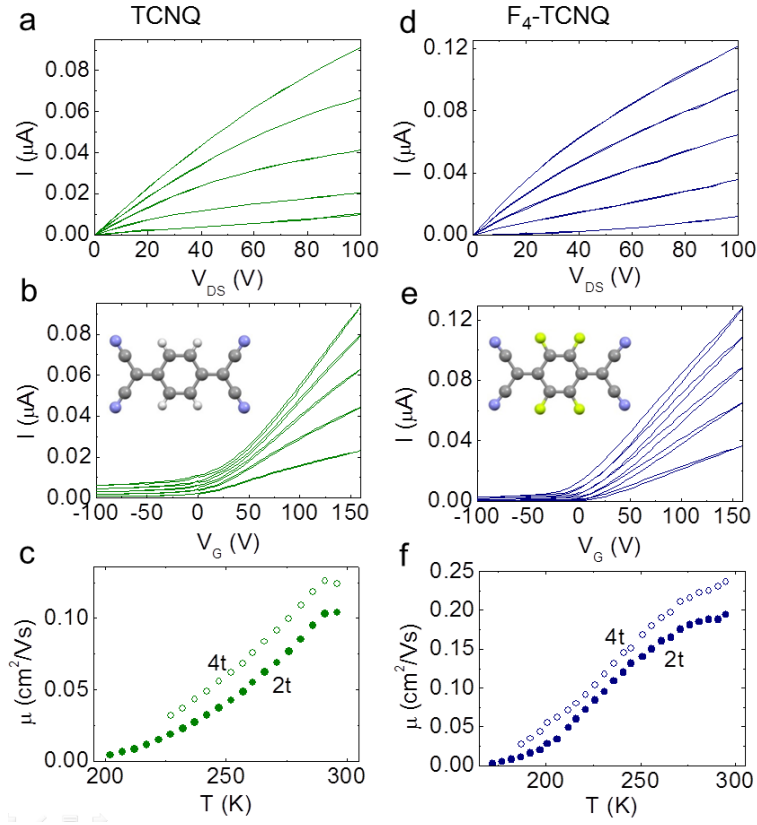 a TCNQ
0.08
0.06
0.04
0.02
0.00
I (μA)
0 20 40 60 80 100
V_DS (V)
d F₄-TCNQ
0.12
0.08
0.04
0.00
I (μA)
0 20 40 60 80 100
V_DS (V)
b
0.08
0.06
0.04
0.02
0.00
I (μA)
-100 -50 0 50 100 150
V_G (V)
e
0.12
0.08
0.04
0.00
I (μA)
-100 -50 0 50 100 150
V_G (V)
c
0.10
0.05
0.00
μ (cm²/Vs)
4t
2t
200 250 300
T (K)
f
0.25
0.20
0.15
0.10
0.05
0.00
μ (cm²/Vs)
4t
2t
200 250 300
T (K)